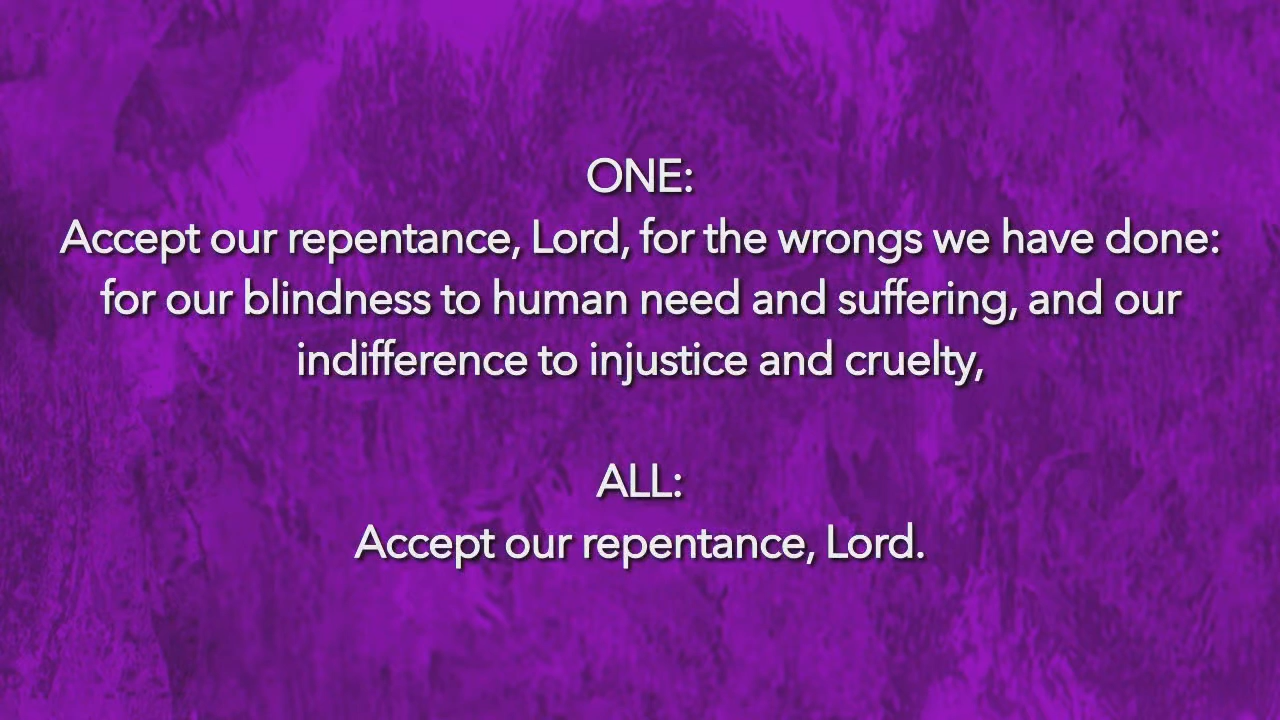 ONE:
Accept our repentance, Lord, for the wrongs we have done:
for our blindness to human need and suffering, and our
indifference to injustice and cruelty,
ALL:
Accept our repentance, Lord.